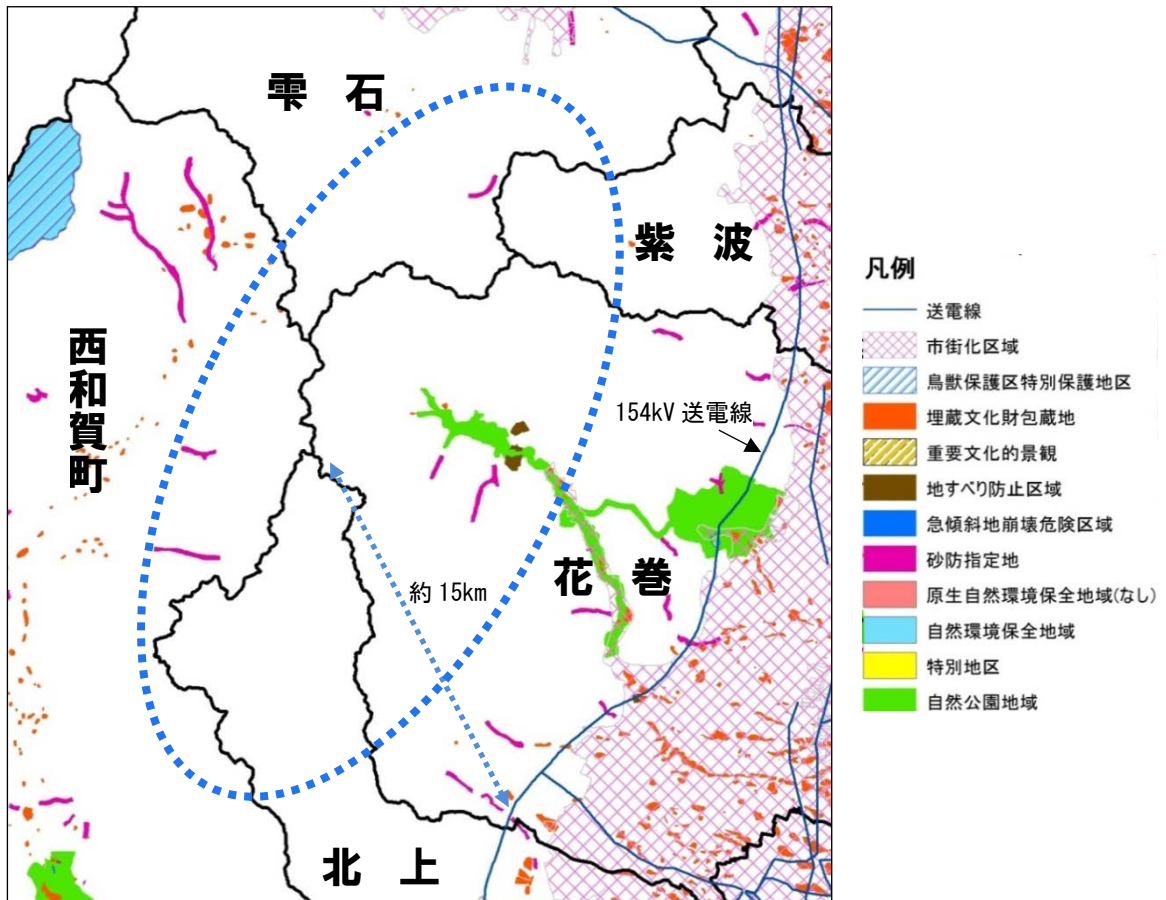 雫 石
紫 波
西和賀町
154kV 送電線
花 巻
約 15km
北 上
凡例
送電線
市街化区域
鳥獣保護区特別保護地区
埋蔵文化財包蔵地
重要文化的景観
地すべり防止区域
急傾斜地崩壊危険区域
砂防指定地
原生自然環境保全地域(なし)
自然環境保全地域
特別地区
自然公園地域